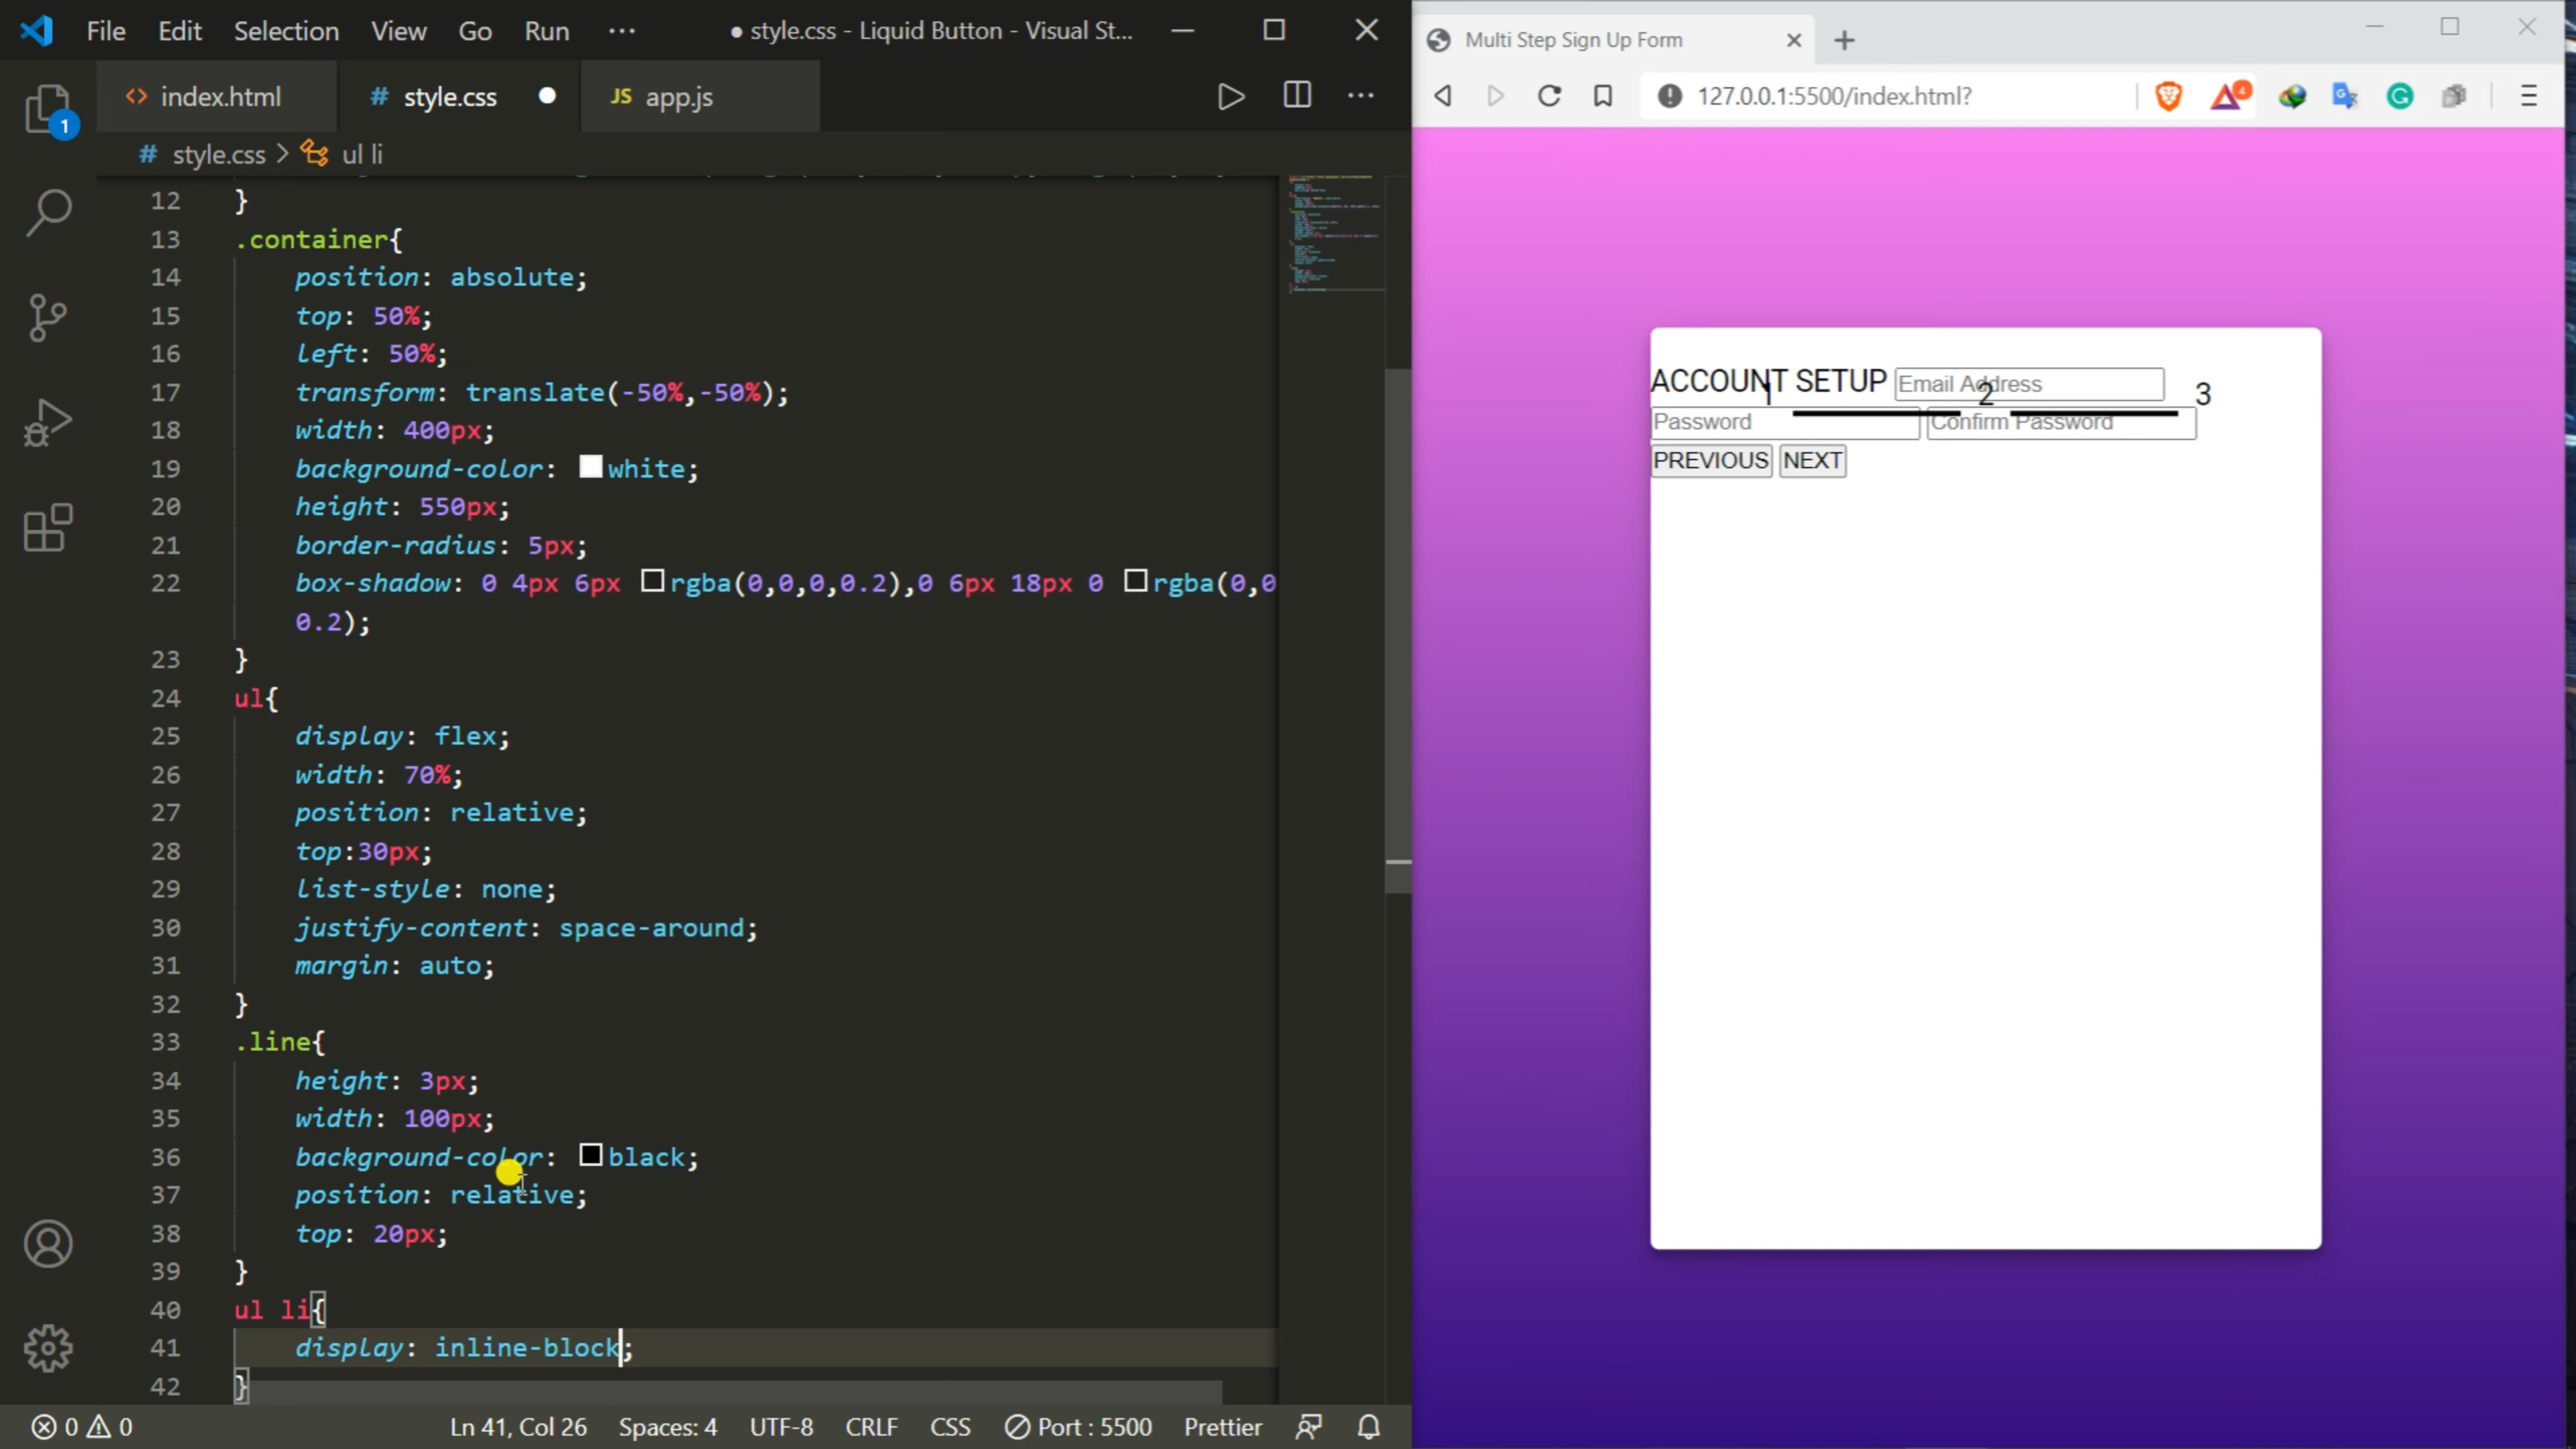 File Edit Selection View Go Run ··· ● style.css - Liquid Button - Visual St...
index.html # style.css JS app.js
# style.css > ul li
1
12 }
13 .container{
14 position: absolute;
15 top: 50%;
16 left: 50%;
17 transform: translate(-50%,-50%);
18 width: 400px;
19 background-color: white;
20 height: 550px;
21 border-radius: 5px;
22 box-shadow: 0 4px 6px rgba(0,0,0,0.2),0 6px 18px 0 rgba(0,0
0.2);
23 }
24 ul{
25 display: flex;
26 width: 70%;
27 position: relative;
28 top:30px;
29 list-style: none;
30 justify-content: space-around;
31 margin: auto;
32 }
33 .line{
34 height: 3px;
35 width: 100px;
36 background-color: black;
37 position: relative;
38 top: 20px;
39 }
40 ul li{
41 display: inline-block;
42 }
0 0 Ln 41, Col 26 Spaces: 4 UTF-8 CRLF CSS Port : 5500 Prettier
Multi Step Sign Up Form
127.0.0.1:5500/index.html? 4
ACCOUNT SETUP Email Address
1 2 3
Password Confirm Password
PREVIOUS NEXT